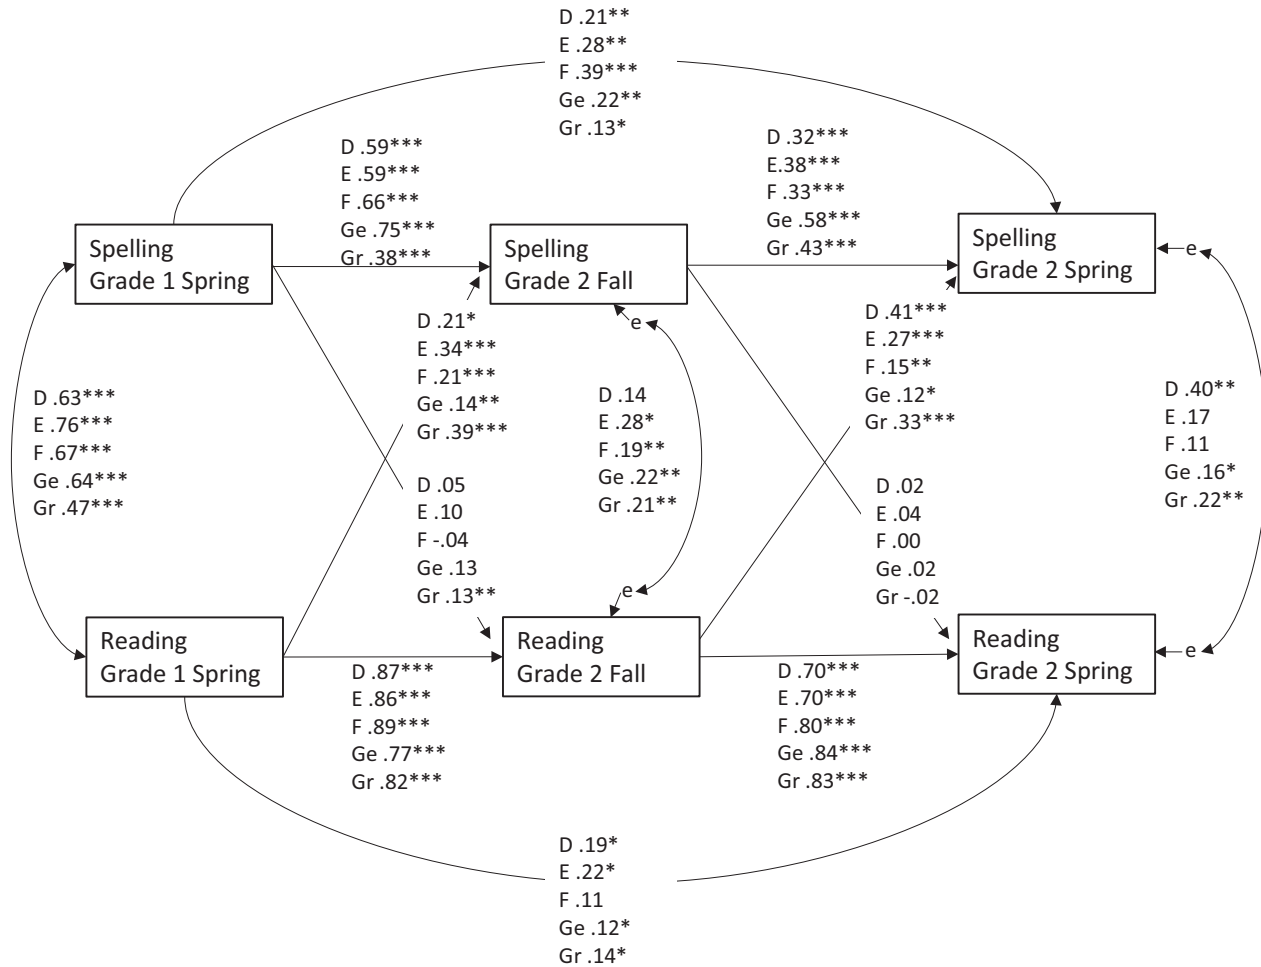 D .21**
E .28**
F .39***
Ge .22**
Gr .13*
D .59***
E .59***
F .66***
Ge .75***
Gr .38***
D .32***
E.38***
F .33***
Ge .58***
Gr .43***
Spelling
Grade 1 Spring
Spelling
Grade 2 Fall
Spelling
Grade 2 Spring
e
e
D .21*
E .34***
F .21***
Ge .14**
Gr .39***
D .41***
E .27***
F .15**
Ge .12*
Gr .33***
D .63***
E .76***
F .67***
Ge .64***
Gr .47***
D .14
E .28*
F .19**
Ge .22**
Gr .21**
D .40**
E .17
F .11
Ge .16*
Gr .22**
D .05
E .10
F -.04
Ge .13
Gr .13**
D .02
E .04
F .00
Ge .02
Gr -.02
e
Reading
Grade 1 Spring
Reading
Grade 2 Fall
Reading
Grade 2 Spring
e
D .87***
E .86***
F .89***
Ge .77***
Gr .82***
D .70***
E .70***
F .80***
Ge .84***
Gr .83***
D .19*
E .22*
F .11
Ge .12*
Gr .14*